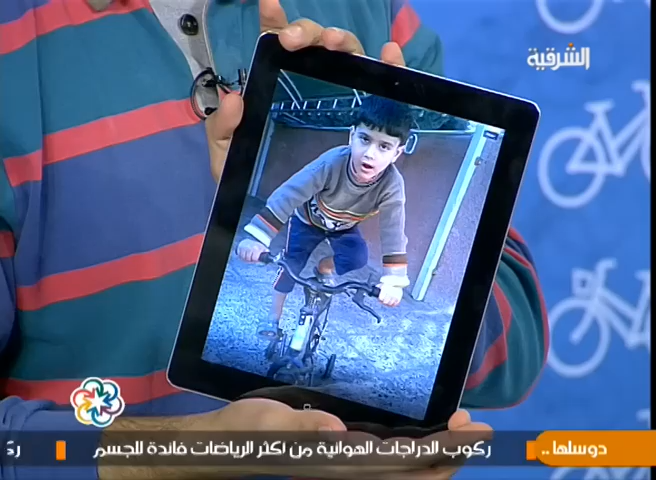 الشرقية
دوسلها ..
ركوب الدراجات الهوائية من اكثر الرياضات فائدة للجسم